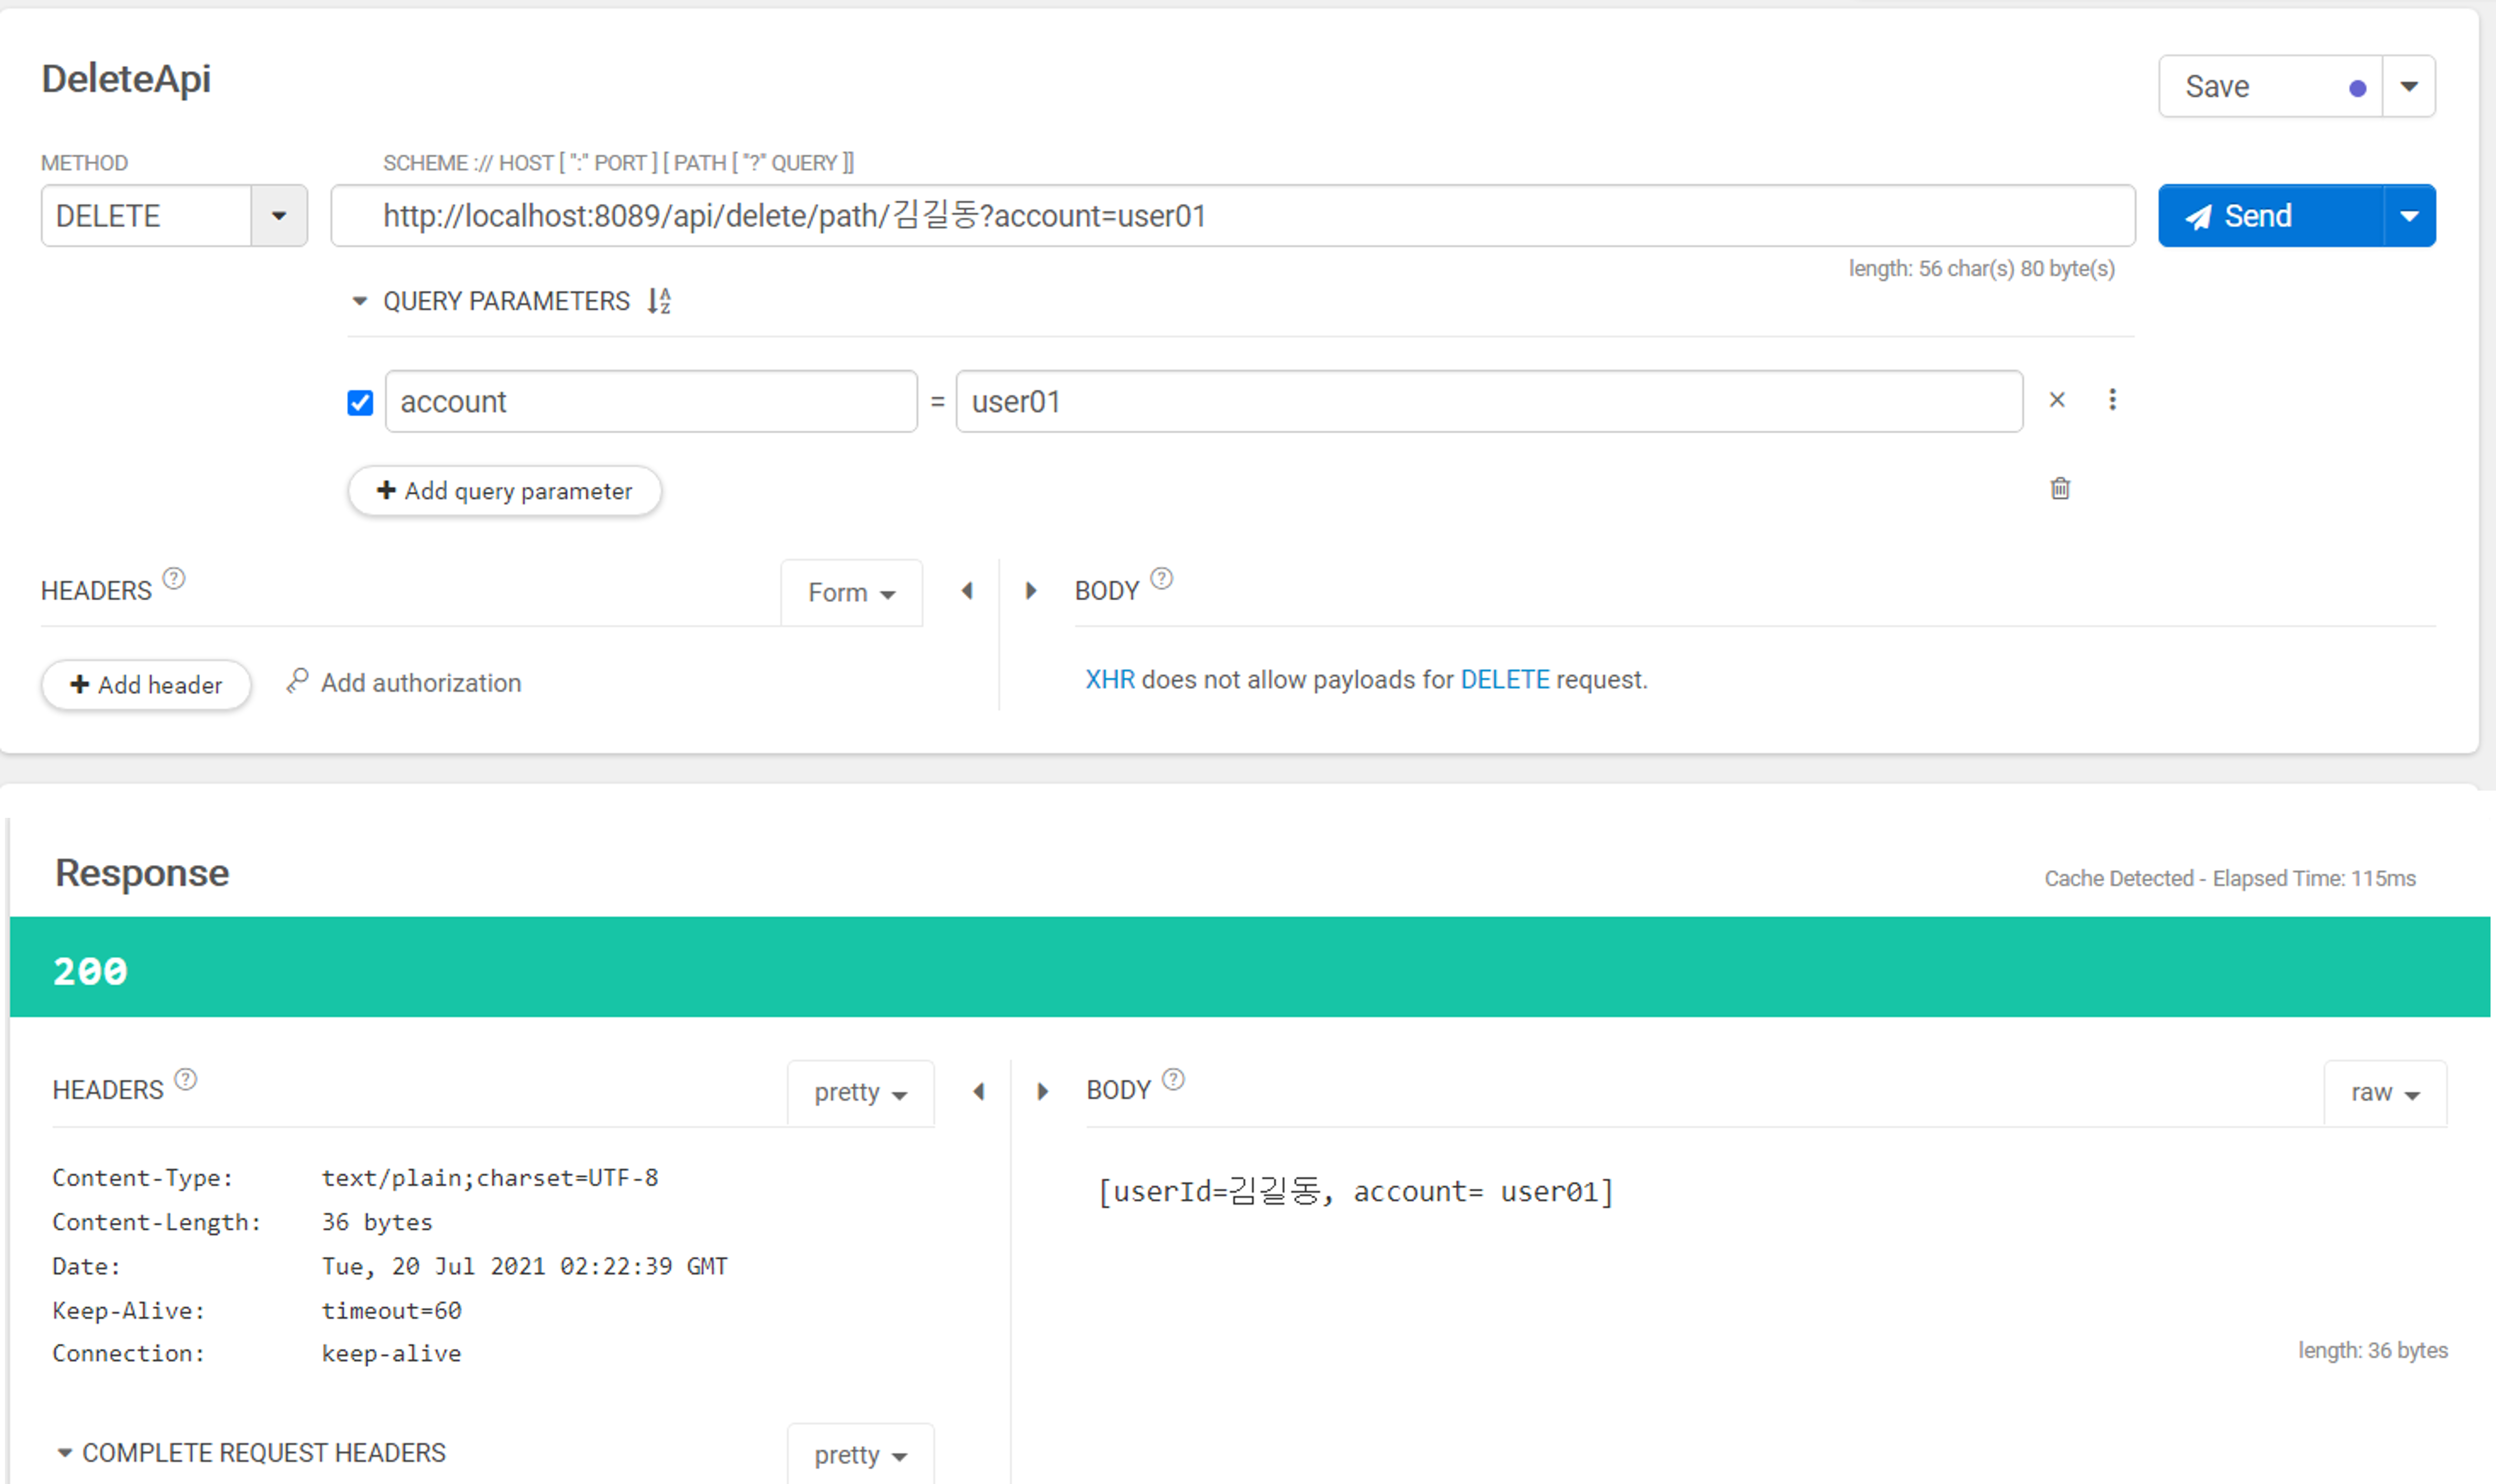 DeleteApi
Save
METHOD
SCHEME :// HOST [ ":" PORT ] [ PATH [ "?" QUERY ]]
DELETE
http://localhost:8089/api/delete/path/김길동?account=user01
Send
length: 56 char(s) 80 byte(s)
QUERY PARAMETERS
account = user01
Add query parameter
HEADERS ?
Form
BODY ?
Add header
Add authorization
XHR does not allow payloads for DELETE request.
Response
Cache Detected - Elapsed Time: 115ms
200
HEADERS ?
pretty
BODY ?
raw
Content-Type: text/plain;charset=UTF-8
Content-Length: 36 bytes
Date: Tue, 20 Jul 2021 02:22:39 GMT
Keep-Alive: timeout=60
Connection: keep-alive
[userId=김길동, account= user01]
length: 36 bytes
COMPLETE REQUEST HEADERS
pretty